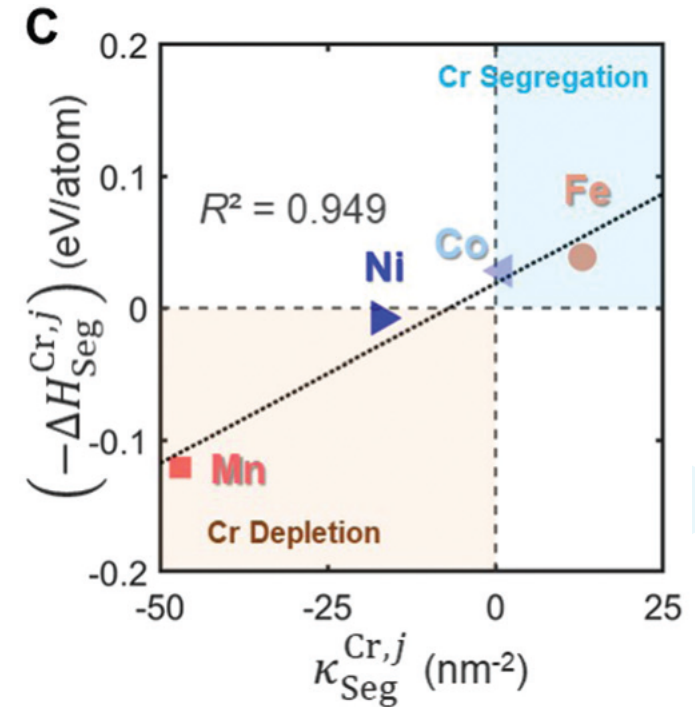 C
0.2
Cr Segregation
0.1
Fe
R² = 0.949
Co
Ni
0
-0.1
Mn
Cr Depletion
-0.2
-50 -25 0 25
(−ΔH_Seg^Cr,j) (eV/atom)
κ_Seg^Cr,j (nm⁻²)